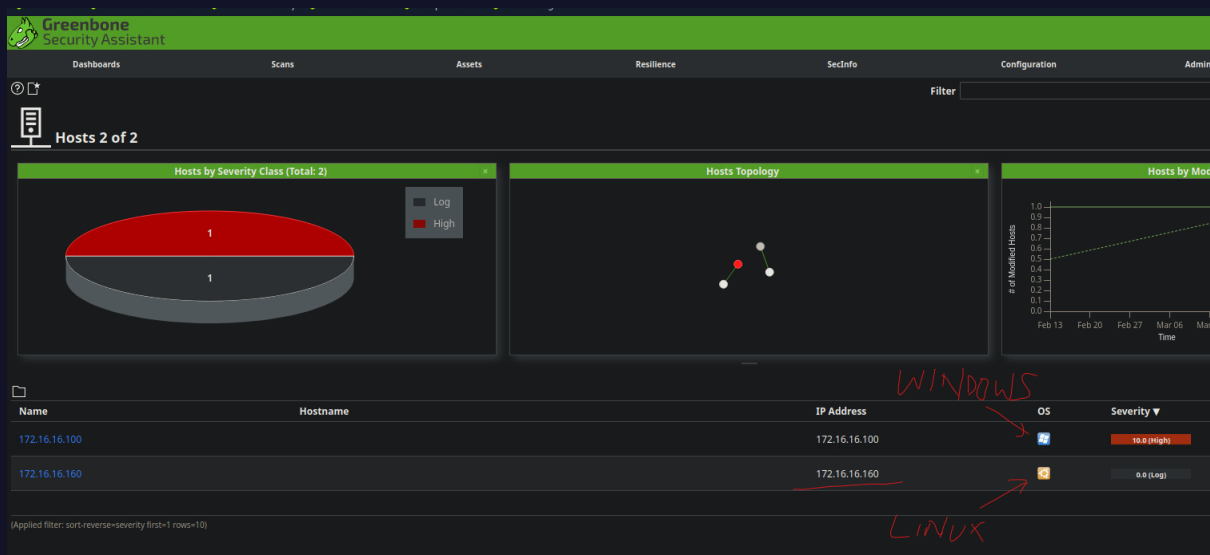 Greenbone
Security Assistant
Dashboards Scans Assets Resilience SecInfo Configuration
Filter
Hosts 2 of 2
Hosts by Severity Class (Total: 2) ×
Log
High
1
1
Hosts Topology ×
Hosts by
1.0
0.9
0.8
0.7
0.6
0.5
0.4
0.3
0.2
0.1
0.0
# of Modified Hosts
Feb 13 Feb 20 Feb 27 Mar 06
Time
WINDOWS
Name Hostname IP Address OS Severity ▼
172.16.16.100 172.16.16.100 10.0 (High)
172.16.16.160 172.16.16.160 0.0 (Log)
LINUX
(Applied filter: sort-reverse=severity first=1 rows=10)